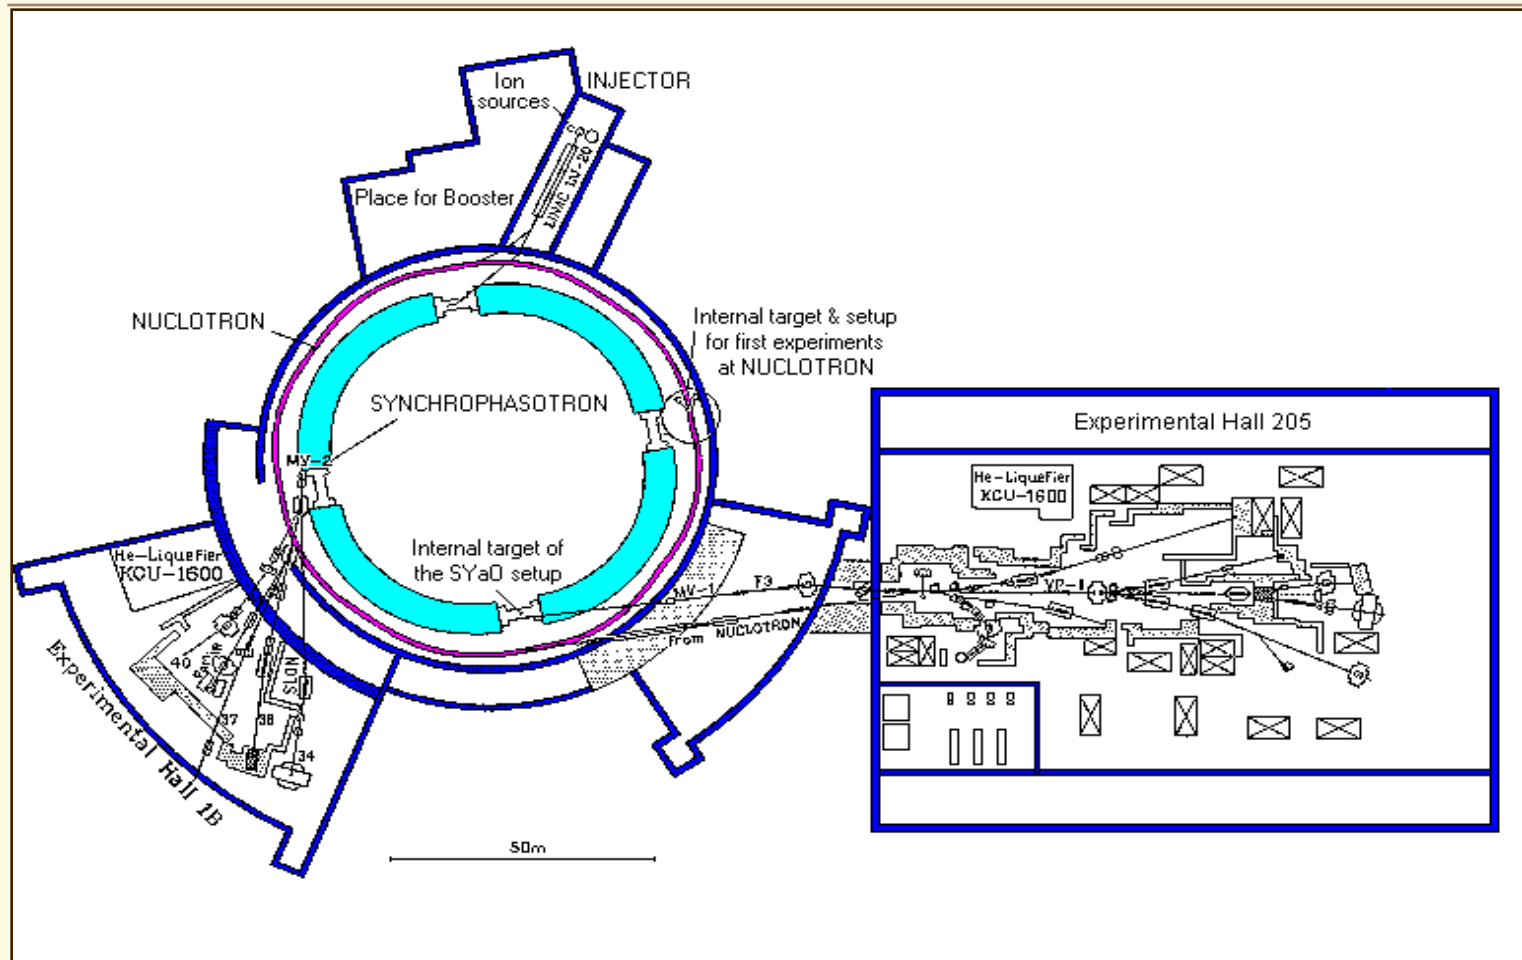 Ion
sources
INJECTOR
LINAC LU-20
Place for Booster
NUCLOTRON
Internal target & setup
for first experiments
at NUCLOTRON
SYNCHROPHASOTRON
МУ-2
Experimental Hall 205
He-Liquefier
KCU-1600
He-Liquefier
KCU-1600
Internal target of
the SYaO setup
MV-1
F3
From NUCLOTRON
VP-1
40
SLON
37
38
34
Experimental Hall 1B
50m